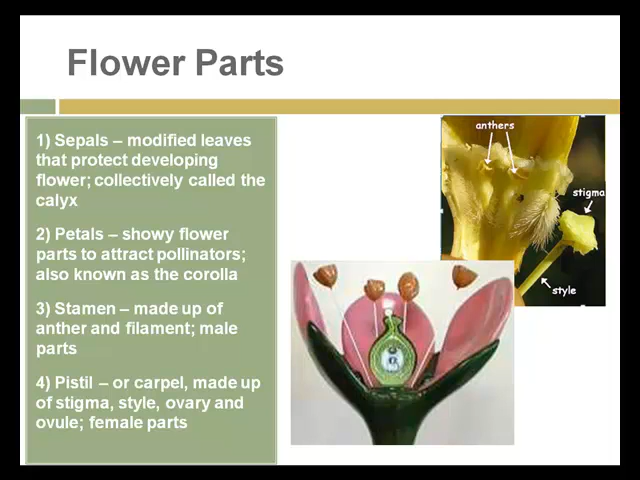 Flower Parts
1) Sepals – modified leaves
that protect developing
flower; collectively called the
calyx
2) Petals – showy flower
parts to attract pollinators;
also known as the corolla
3) Stamen – made up of
anther and filament; male
parts
4) Pistil – or carpel, made up
of stigma, style, ovary and
ovule; female parts
anthers
stigma
style